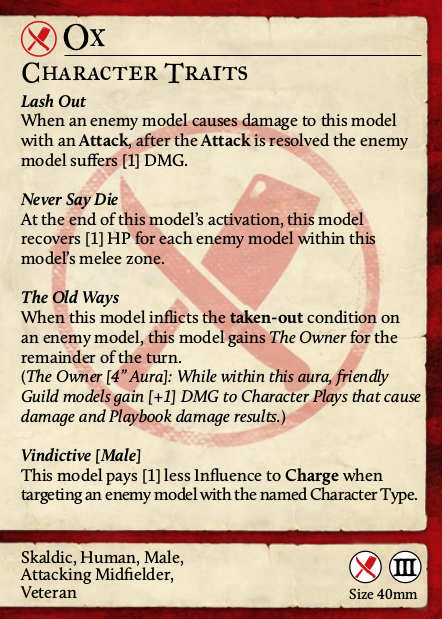 Ox
Character Traits
Lash Out
When an enemy model causes damage to this model
with an Attack, after the Attack is resolved the enemy
model suffers [1] DMG.
Never Say Die
At the end of this model's activation, this model
recovers [1] HP for each enemy model within this
model's melee zone.
The Old Ways
When this model inflicts the taken-out condition on
an enemy model, this model gains The Owner for the
remainder of the turn.
(The Owner [4" Aura]: While within this aura, friendly
Guild models gain [+1] DMG to Character Plays that cause
damage and Playbook damage results.)
Vindictive [Male]
This model pays [1] less Influence to Charge when
targeting an enemy model with the named Character Type.
Skaldic, Human, Male,
Attacking Midfielder,
Veteran
III
Size 40mm